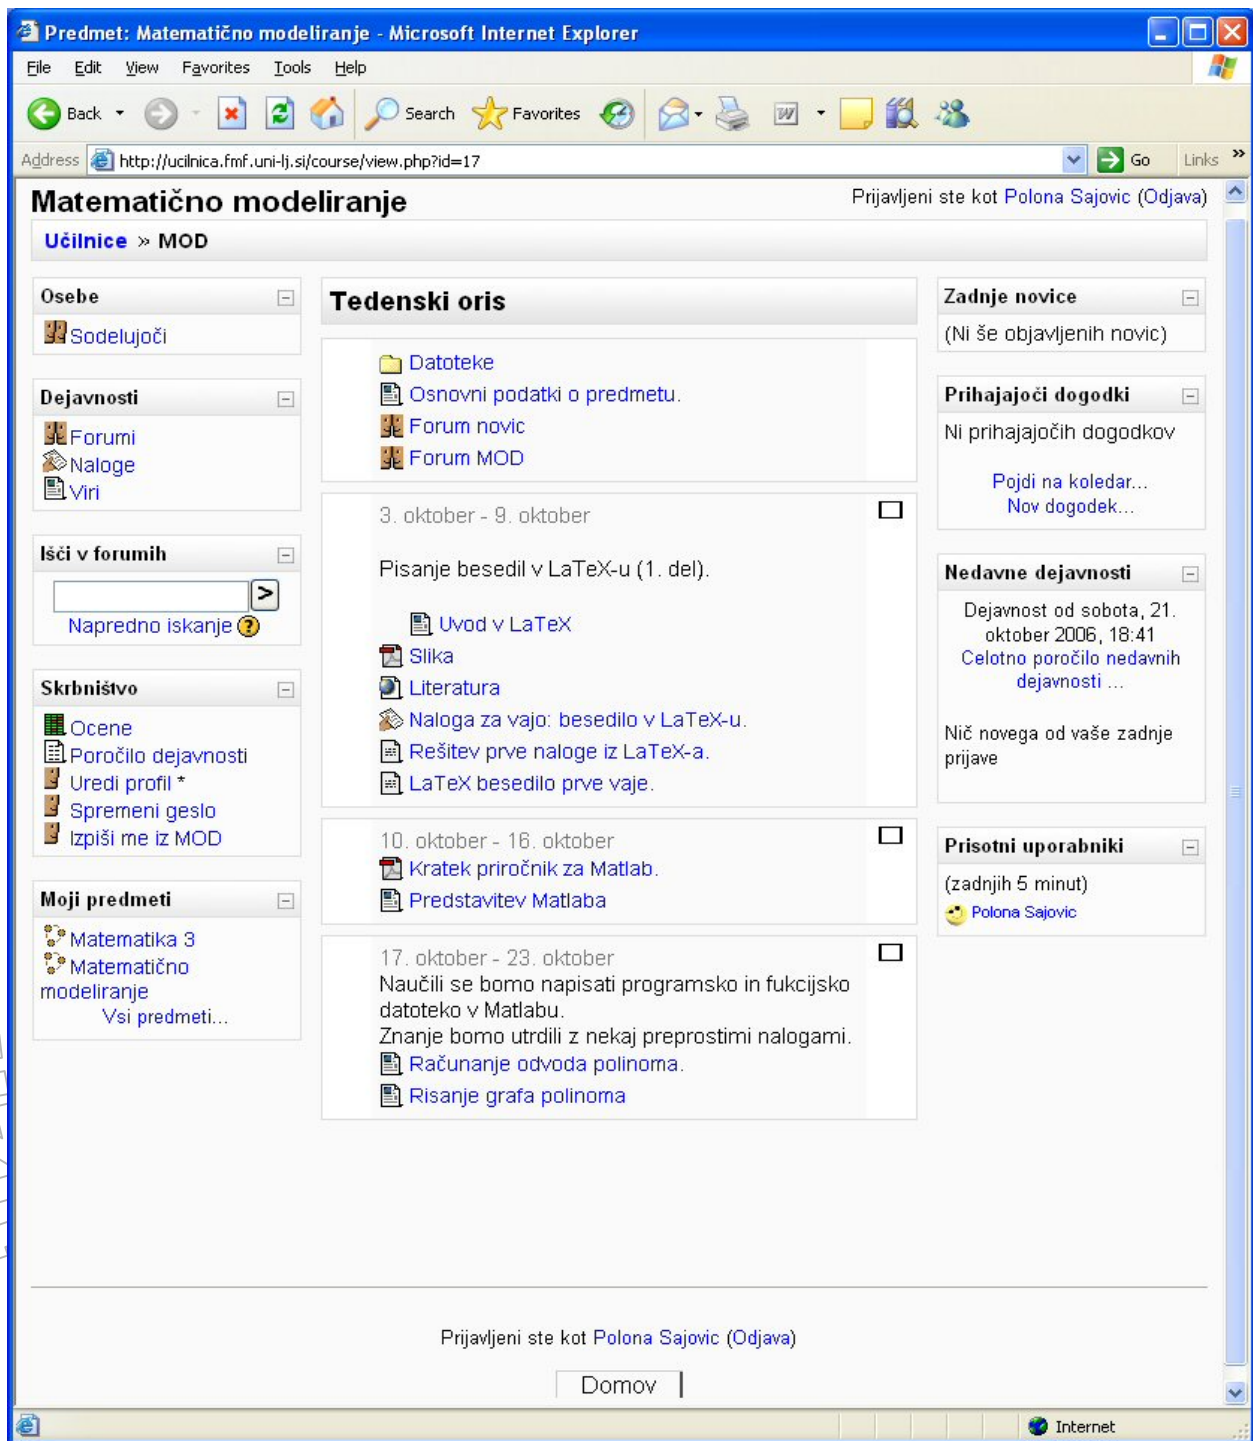 Predmet: Matematično modeliranje - Microsoft Internet Explorer
File Edit View Favorites Tools Help
Back Search Favorites
Address http://ucilnica.fmf.uni-lj.si/course/view.php?id=17 Go Links »
Matematično modeliranje
Prijavljeni ste kot Polona Sajovic (Odjava)
Učilnice » MOD
Osebe
Sodelujoči
Dejavnosti
Forumi
Naloge
Viri
Išči v forumih
>
Napredno iskanje ?
Skrbništvo
Ocene
Poročilo dejavnosti
Uredi profil *
Spremeni geslo
Izpiši me iz MOD
Moji predmeti
Matematika 3
Matematično
modeliranje
Vsi predmeti...
Tedenski oris
Datoteke
Osnovni podatki o predmetu.
Forum novic
Forum MOD
3. oktober - 9. oktober
Pisanje besedil v LaTeX-u (1. del).
Uvod v LaTeX
Slika
Literatura
Naloga za vajo: besedilo v LaTeX-u.
Rešitev prve naloge iz LaTeX-a.
LaTeX besedilo prve vaje.
10. oktober - 16. oktober
Kratek priročnik za Matlab.
Predstavitev Matlaba
17. oktober - 23. oktober
Naučili se bomo napisati programsko in fukcijsko
datoteko v Matlabu.
Znanje bomo utrdili z nekaj preprostimi nalogami.
Računanje odvoda polinoma.
Risanje grafa polinoma
Zadnje novice
(Ni še objavljenih novic)
Prihajajoči dogodki
Ni prihajajočih dogodkov
Pojdi na koledar...
Nov dogodek...
Nedavne dejavnosti
Dejavnost od sobota, 21.
oktober 2006, 18:41
Celotno poročilo nedavnih
dejavnosti ...
Nič novega od vaše zadnje
prijave
Prisotni uporabniki
(zadnjih 5 minut)
Polona Sajovic
Prijavljeni ste kot Polona Sajovic (Odjava)
Domov
Internet